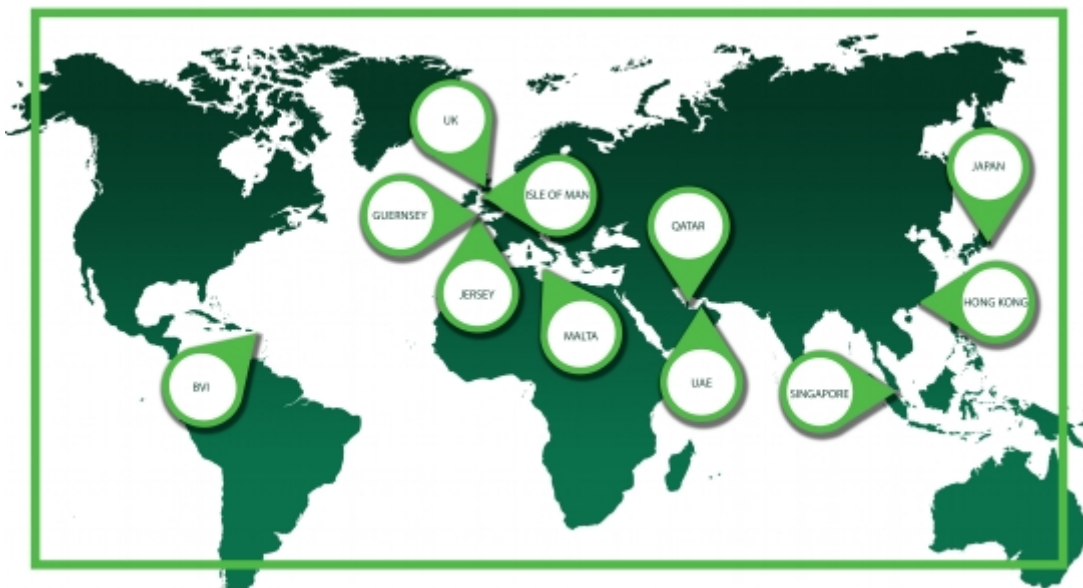 UK
JAPAN
ISLE OF MAN
GUERNSEY
QATAR
JERSEY
HONG KONG
MALTA
BVI
UAE
SINGAPORE